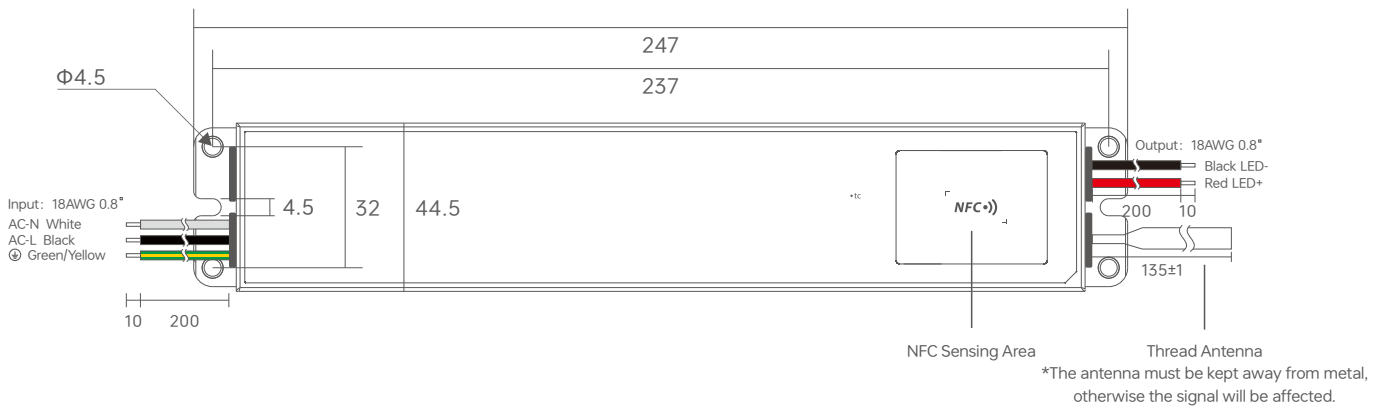 247
237
Φ4.5
Output: 18AWG 0.8"
Black LED-
Red LED+
200 10
Input: 18AWG 0.8"
AC-N White
AC-L Black
Green/Yellow
4.5
32
44.5
•tc
NFC
135±1
10 200
NFC Sensing Area
Thread Antenna
*The antenna must be kept away from metal,
otherwise the signal will be affected.